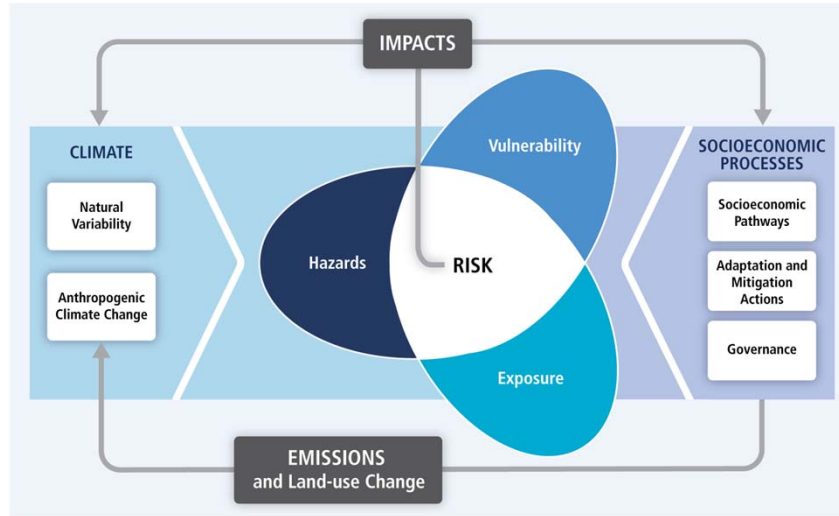 IMPACTS
CLIMATE
Natural
Variability
Anthropogenic
Climate Change
Vulnerability
Hazards
RISK
Exposure
SOCIOECONOMIC
PROCESSES
Socioeconomic
Pathways
Adaptation and
Mitigation
Actions
Governance
EMISSIONS
and Land-use Change